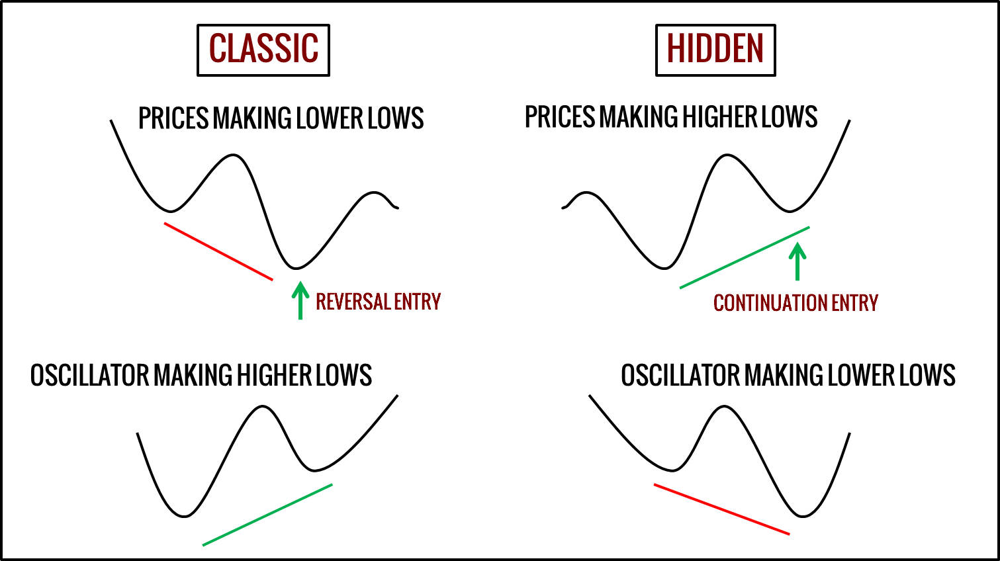 CLASSIC
PRICES MAKING LOWER LOWS
REVERSAL ENTRY
OSCILLATOR MAKING HIGHER LOWS
HIDDEN
PRICES MAKING HIGHER LOWS
CONTINUATION ENTRY
OSCILLATOR MAKING LOWER LOWS